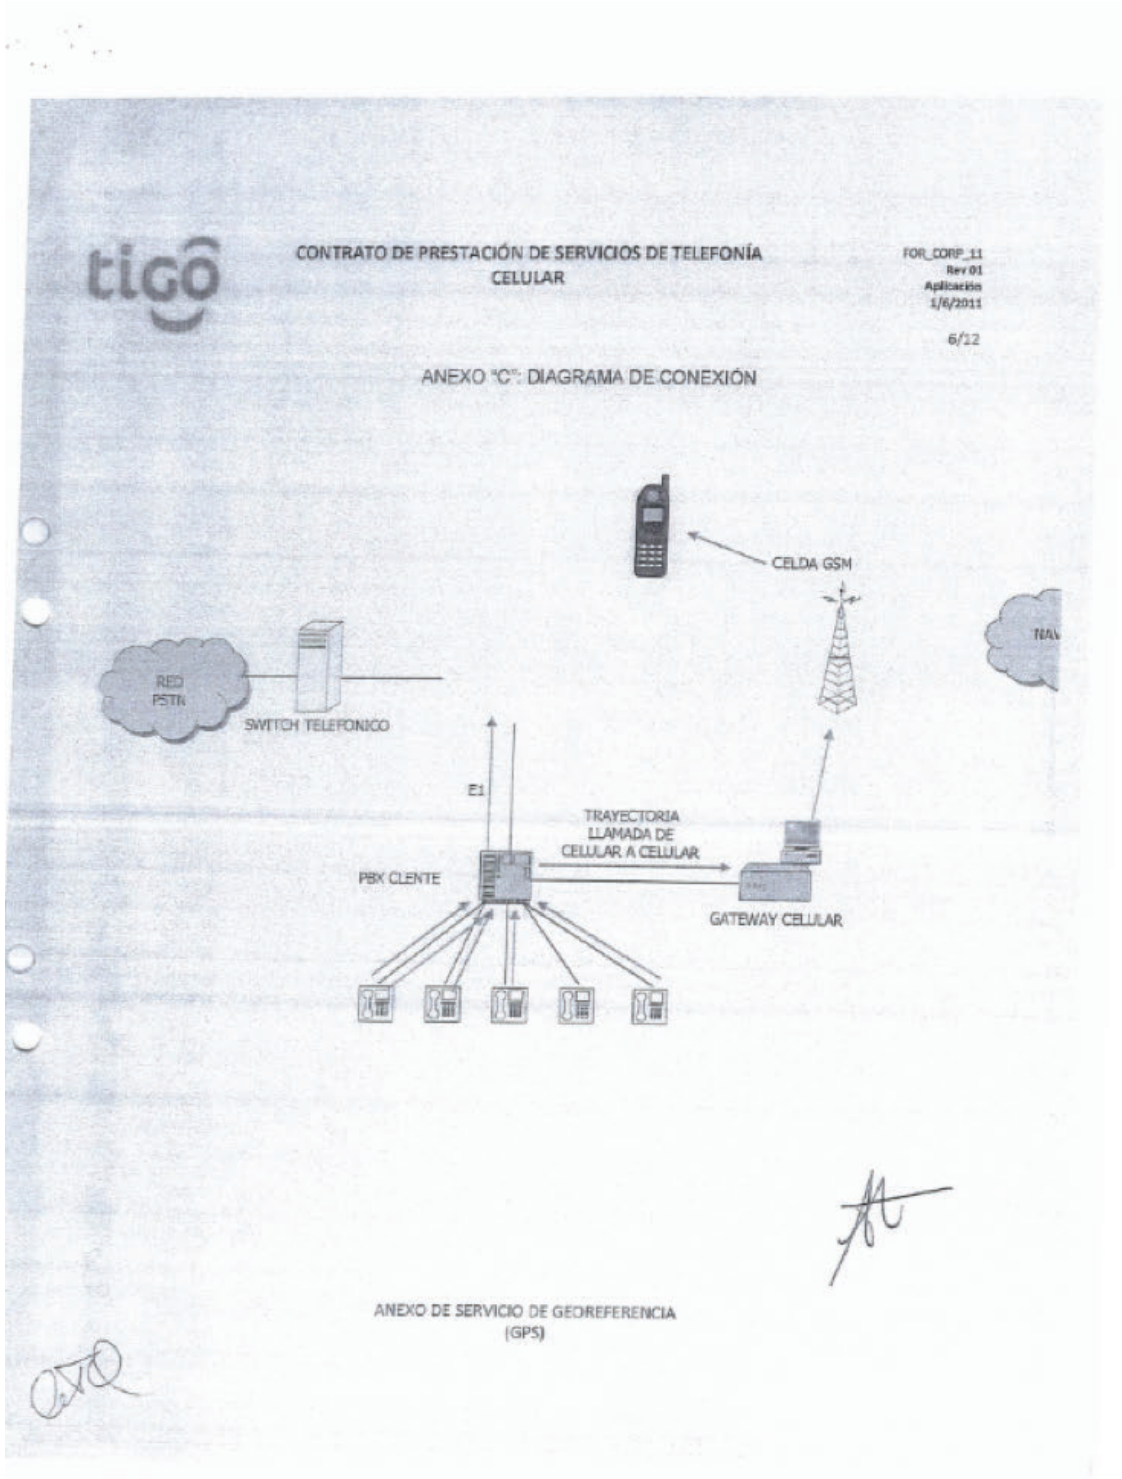 tigo
CONTRATO DE PRESTACIÓN DE SERVICIOS DE TELEFONÍA
CELULAR
FOR_CORP_11
Rev 01
Aplicación
1/6/2011
6/12
ANEXO "C": DIAGRAMA DE CONEXIÓN
CELDA GSM
NAV
RED
PSTN
SWITCH TELEFONICO
E1
TRAYECTORIA
LLAMADA DE
CELULAR A CELULAR
PBX CLENTE
GATEWAY CELULAR
ANEXO DE SERVICIO DE GEOREFERENCIA
(GPS)